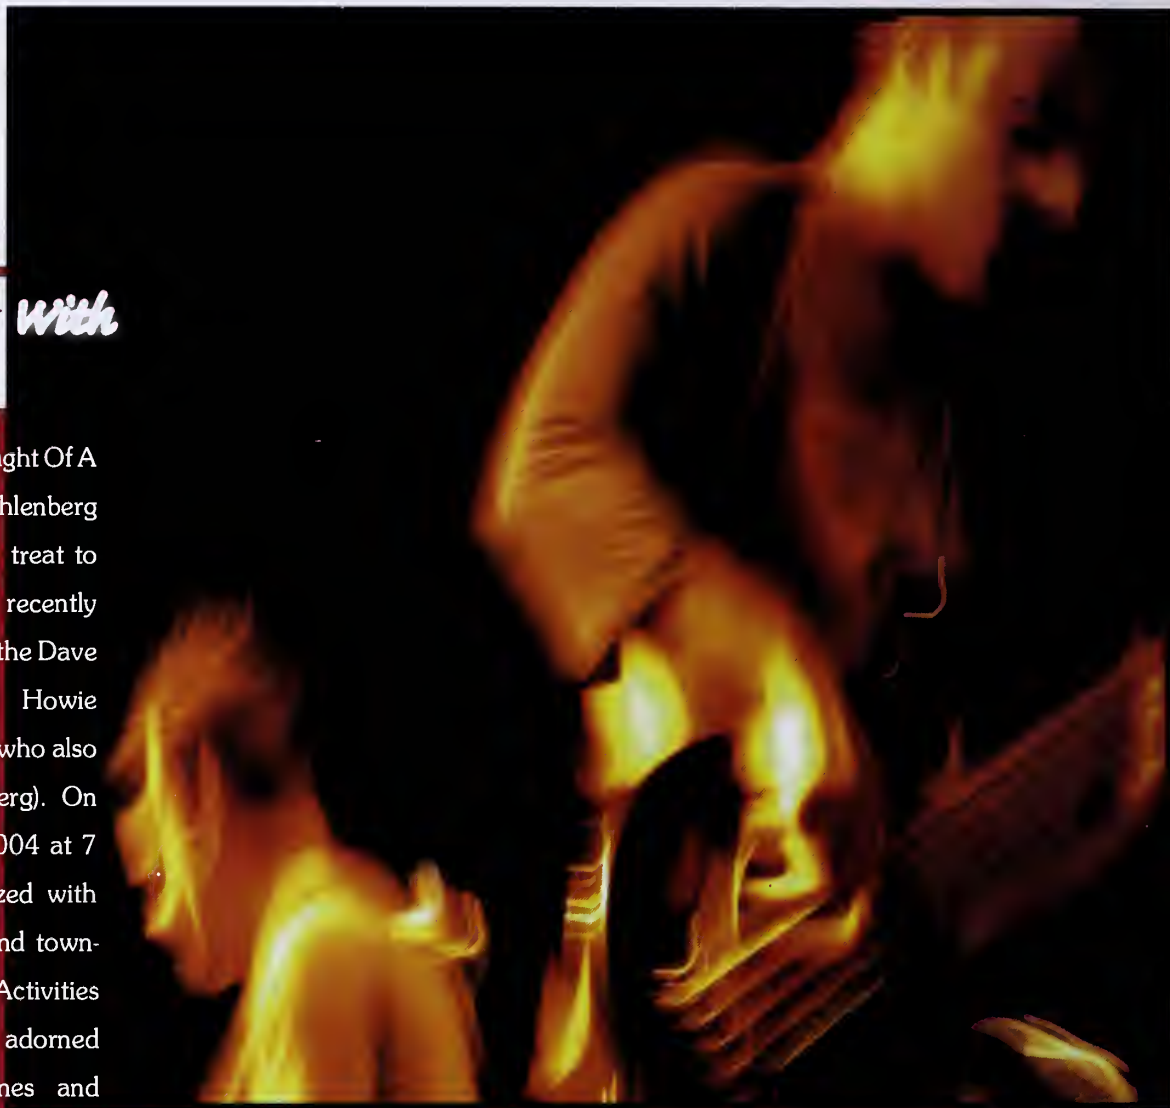 With
ght Of A
hlenberg
treat to
recently
the Dave
Howie
who also
erg). On
004 at 7
zed with
nd town-
Activities
adorned
nes and